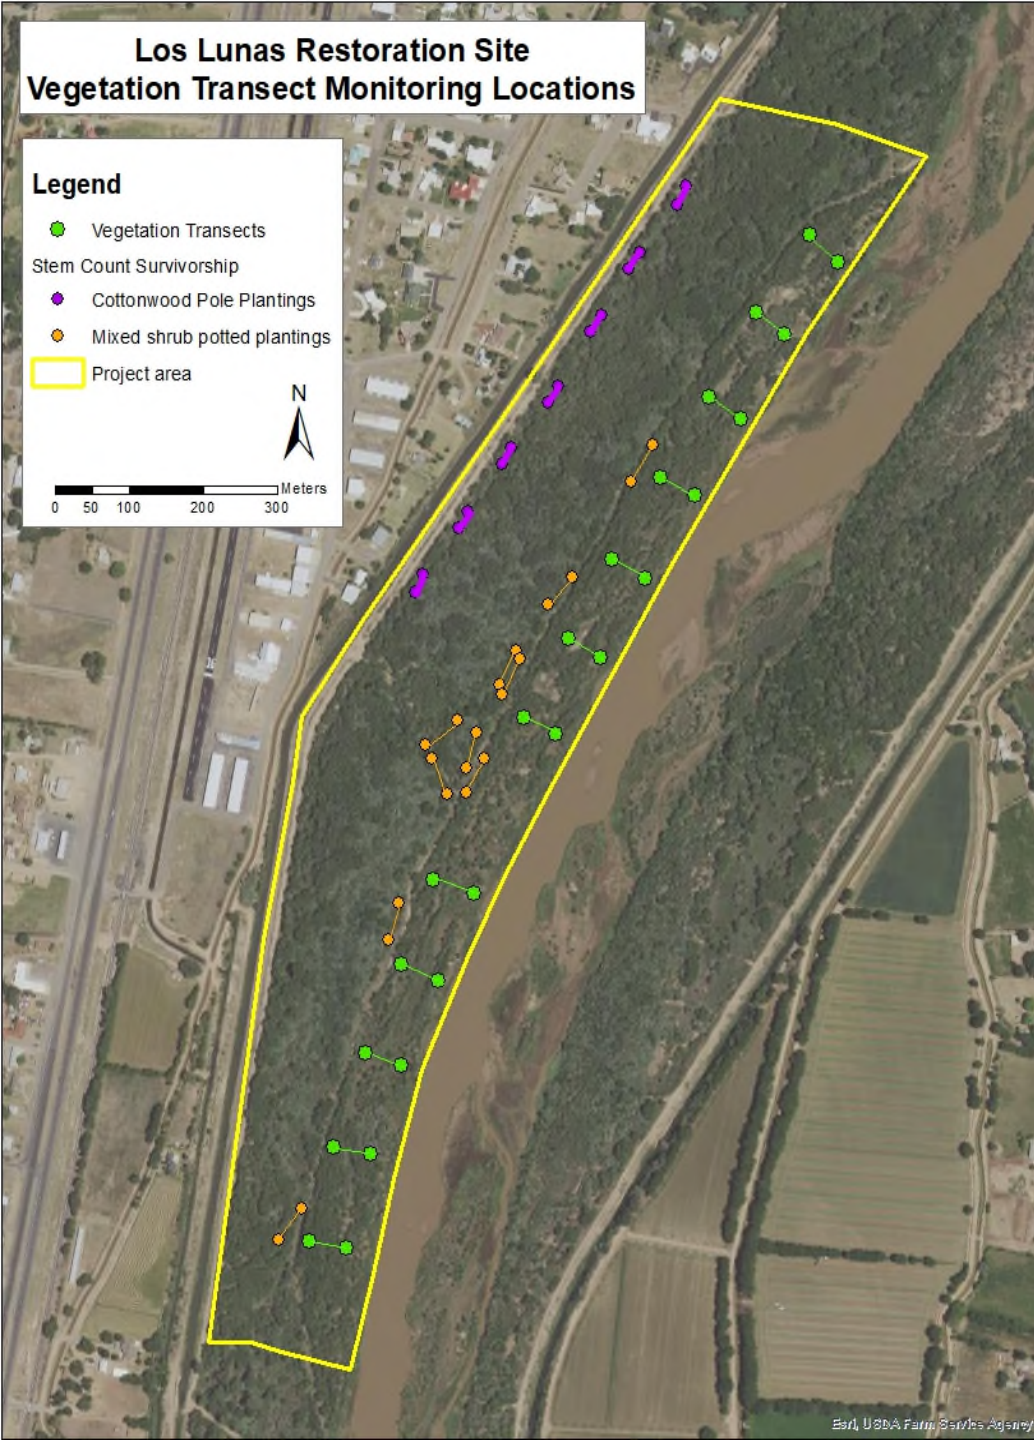 Los Lunas Restoration Site
Vegetation Transect Monitoring Locations
Legend
Vegetation Transects
Stem Count Survivorship
Cottonwood Pole Plantings
Mixed shrub potted plantings
Project area
N
Meters
0 50 100 200 300
Esri, USDA Farm Service Agency